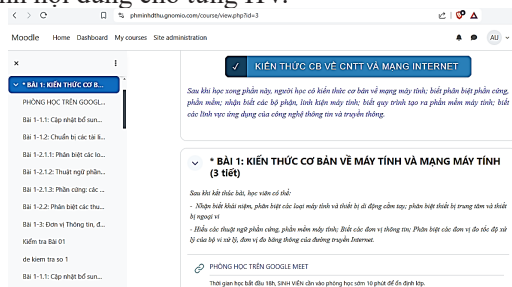 phminhdthu.gnomio.com/course/view.php?id=3
Moodle Home Dashboard My courses Site administration AU
✓ KIẾN THỨC CB VỀ CNTT VÀ MẠNG INTERNET
Sau khi học xong phần này, người học có kiến thức cơ bản về mạng máy tính; biết phân biệt phần cứng,
phần mềm; nhận biết các bộ phận, linh kiện máy tính; biết quy trình tạo ra phần mềm máy tính; biết
các lĩnh vực ứng dụng của công nghệ thông tin và truyền thông.
* BÀI 1: KIẾN THỨC CƠ B...
PHÒNG HỌC TRÊN GOOGL...
Bài 1-1.1: Cập nhật bổ sun...
Bài 1-1.2: Chuẩn bị các tài li...
Bài 1-2.1.1: Phân biệt các lo...
Bài 1-2.1.2: Thuật ngữ phần...
Bài 1-2.1.3: Phần cứng: các ...
Bài 1-2.2: Phân biệt các thu...
Bài 1-3: Đơn vị Thông tin, đ...
Kiểm tra Bài 01
de kiem tra so 1
Bài 1-1.1: Cập nhật bổ sun...
* BÀI 1: KIẾN THỨC CƠ BẢN VỀ MÁY TÍNH VÀ MẠNG MÁY TÍNH
(3 tiết)
Sau khi kết thúc bài, học viên có thể:
- Nhận biết khái niệm, phân biệt các loại máy tính và thiết bị di động cầm tay; phân biệt thiết bị trung tâm và thiết
bị ngoại vi
- Hiểu các thuật ngữ phần cứng, phần mềm máy tính; Biết các đơn vị thông tin; Phân biệt các đơn vị đo tốc độ xử
lý của bộ vi xử lý, đơn vị đo băng thông của đường truyền Internet.
PHÒNG HỌC TRÊN GOOGLE MEET
Thời gian học bắt đầu 18h, SINH VIÊN cần vào phòng học sớm 10 phút để ổn định lớp.